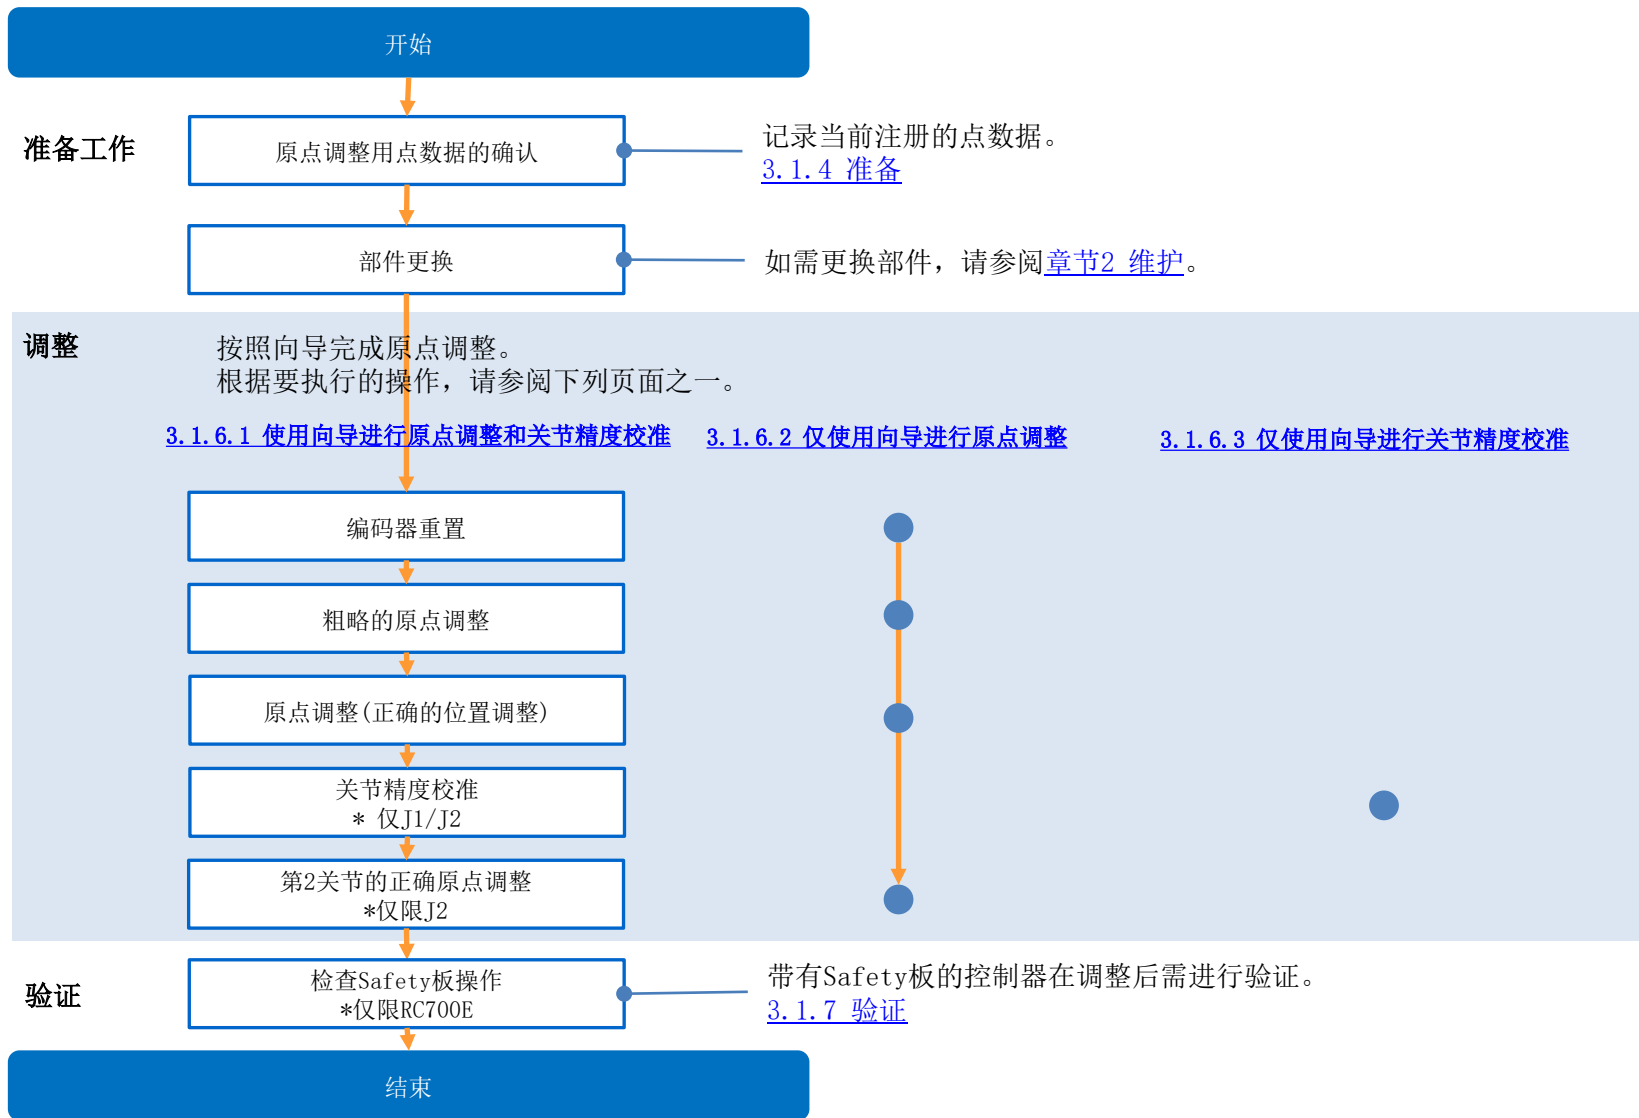 开始
准备工作
原点调整用点数据的确认
记录当前注册的点数据。
3.1.4 准备
部件更换
如需更换部件，请参阅章节2 维护。
调整
按照向导完成原点调整。
根据要执行的操作，请参阅下列页面之一。
3.1.6.1 使用向导进行原点调整和关节精度校准
3.1.6.2 仅使用向导进行原点调整
3.1.6.3 仅使用向导进行关节精度校准
编码器重置
粗略的原点调整
原点调整(正确的位置调整)
关节精度校准
* 仅J1/J2
第2关节的正确原点调整
*仅限J2
验证
检查Safety板操作
*仅限RC700E
带有Safety板的控制器在调整后需进行验证。
3.1.7 验证
结束